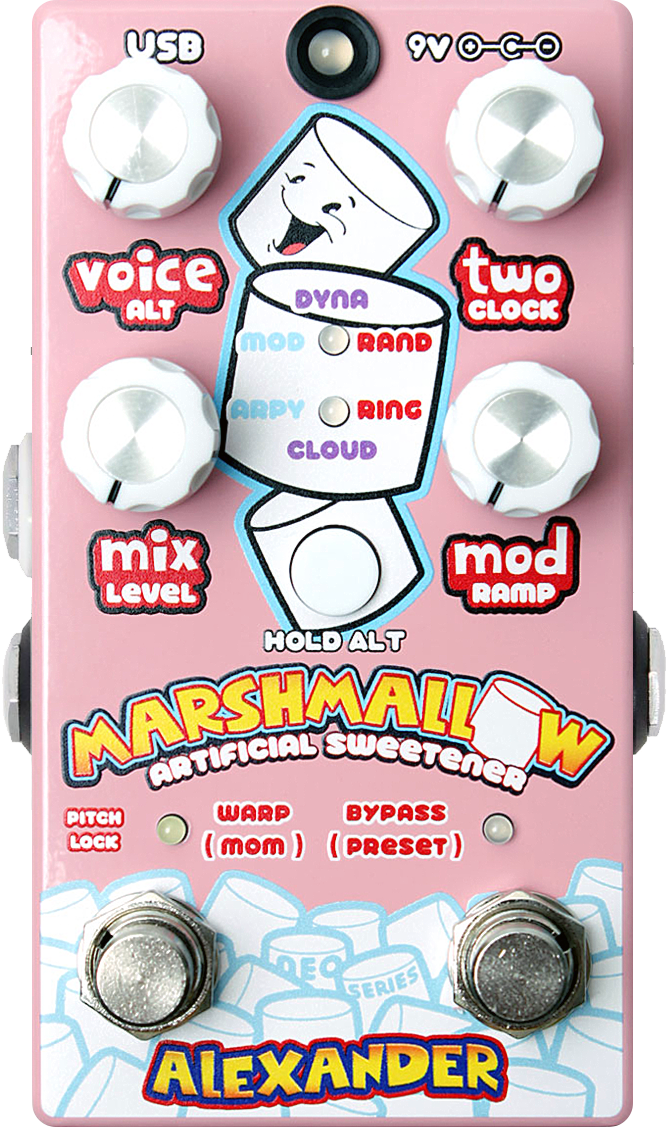 USB
9V
voice
ALT
two
CLOCK
DYNA
MOD RAND
ARPY RING
CLOUD
mix
LEVEL
mod
RAMP
HOLD ALT
MARSHMALLOW
ARTIFICIAL SWEETENER
PITCH
LOCK
WARP
(MOM)
BYPASS
(PRESET)
NEO
SERIES
ALEXANDER